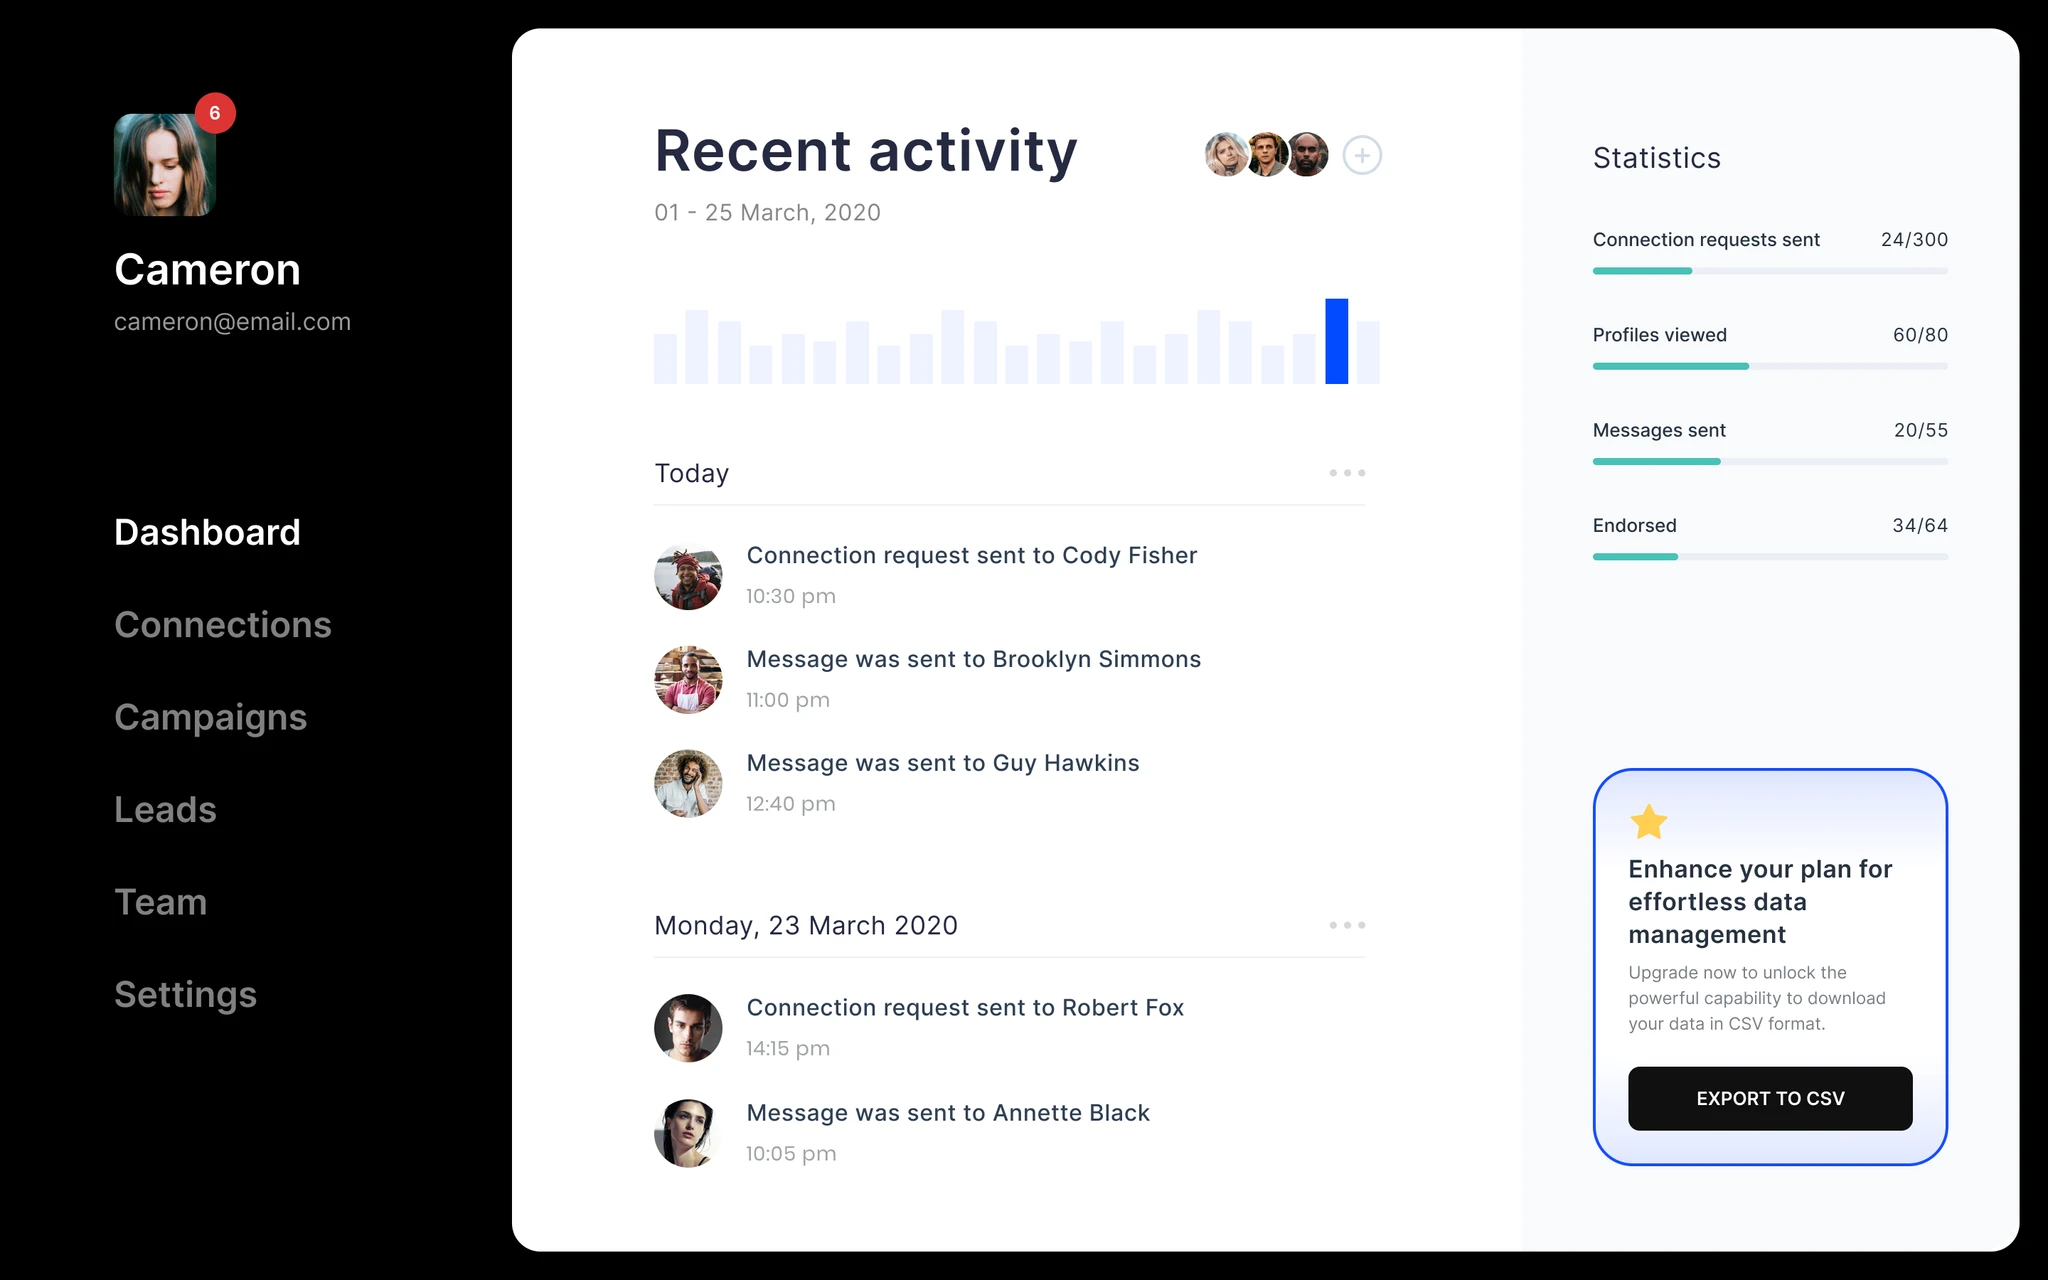 6
Cameron
cameron@email.com
Dashboard
Connections
Campaigns
Leads
Team
Settings
Recent activity
01 - 25 March, 2020
Today
Connection request sent to Cody Fisher
10:30 pm
Message was sent to Brooklyn Simmons
11:00 pm
Message was sent to Guy Hawkins
12:40 pm
Monday, 23 March 2020
Connection request sent to Robert Fox
14:15 pm
Message was sent to Annette Black
10:05 pm
Statistics
Connection requests sent 24/300
Profiles viewed 60/80
Messages sent 20/55
Endorsed 34/64
Enhance your plan for
effortless data
management
Upgrade now to unlock the
powerful capability to download
your data in CSV format.
EXPORT TO CSV